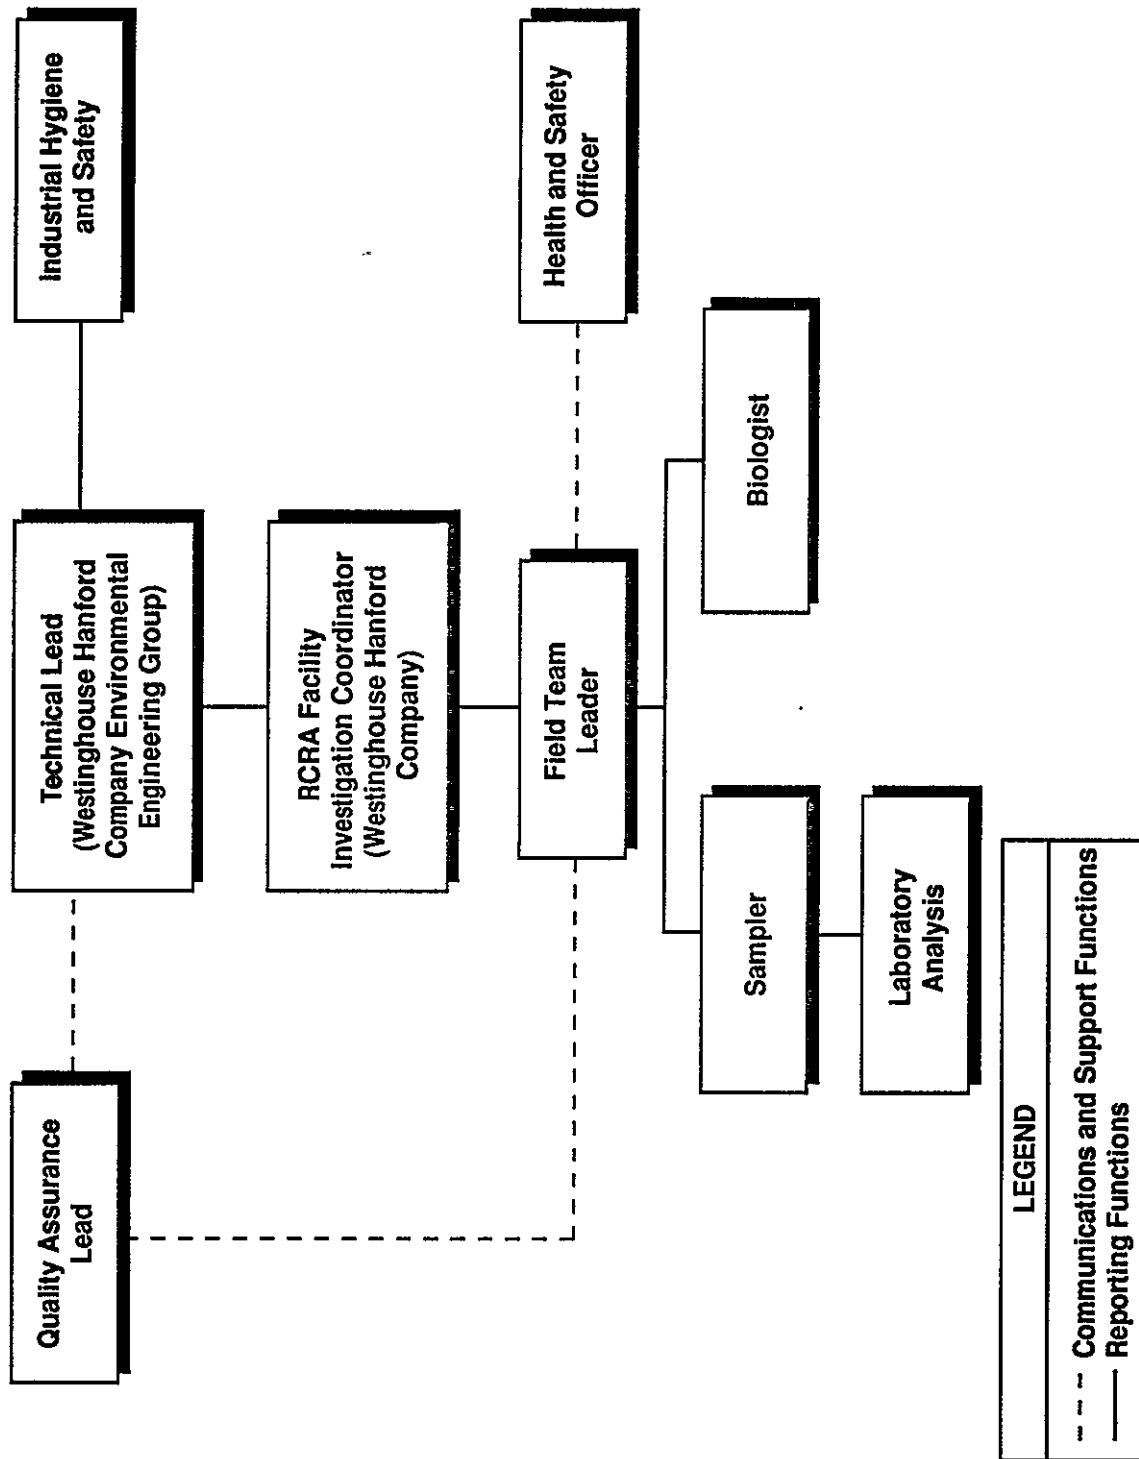 Quality Assurance
Lead
Technical Lead
(Westinghouse Hanford
Company Environmental
Engineering Group)
Industrial Hygiene
and Safety
RCRA Facility
Investigation Coordinator
(Westinghouse Hanford
Company)
Field Team
Leader
Health and Safety
Officer
Sampler
Biologist
Laboratory
Analysis
LEGEND
Communications and Support Functions
Reporting Functions